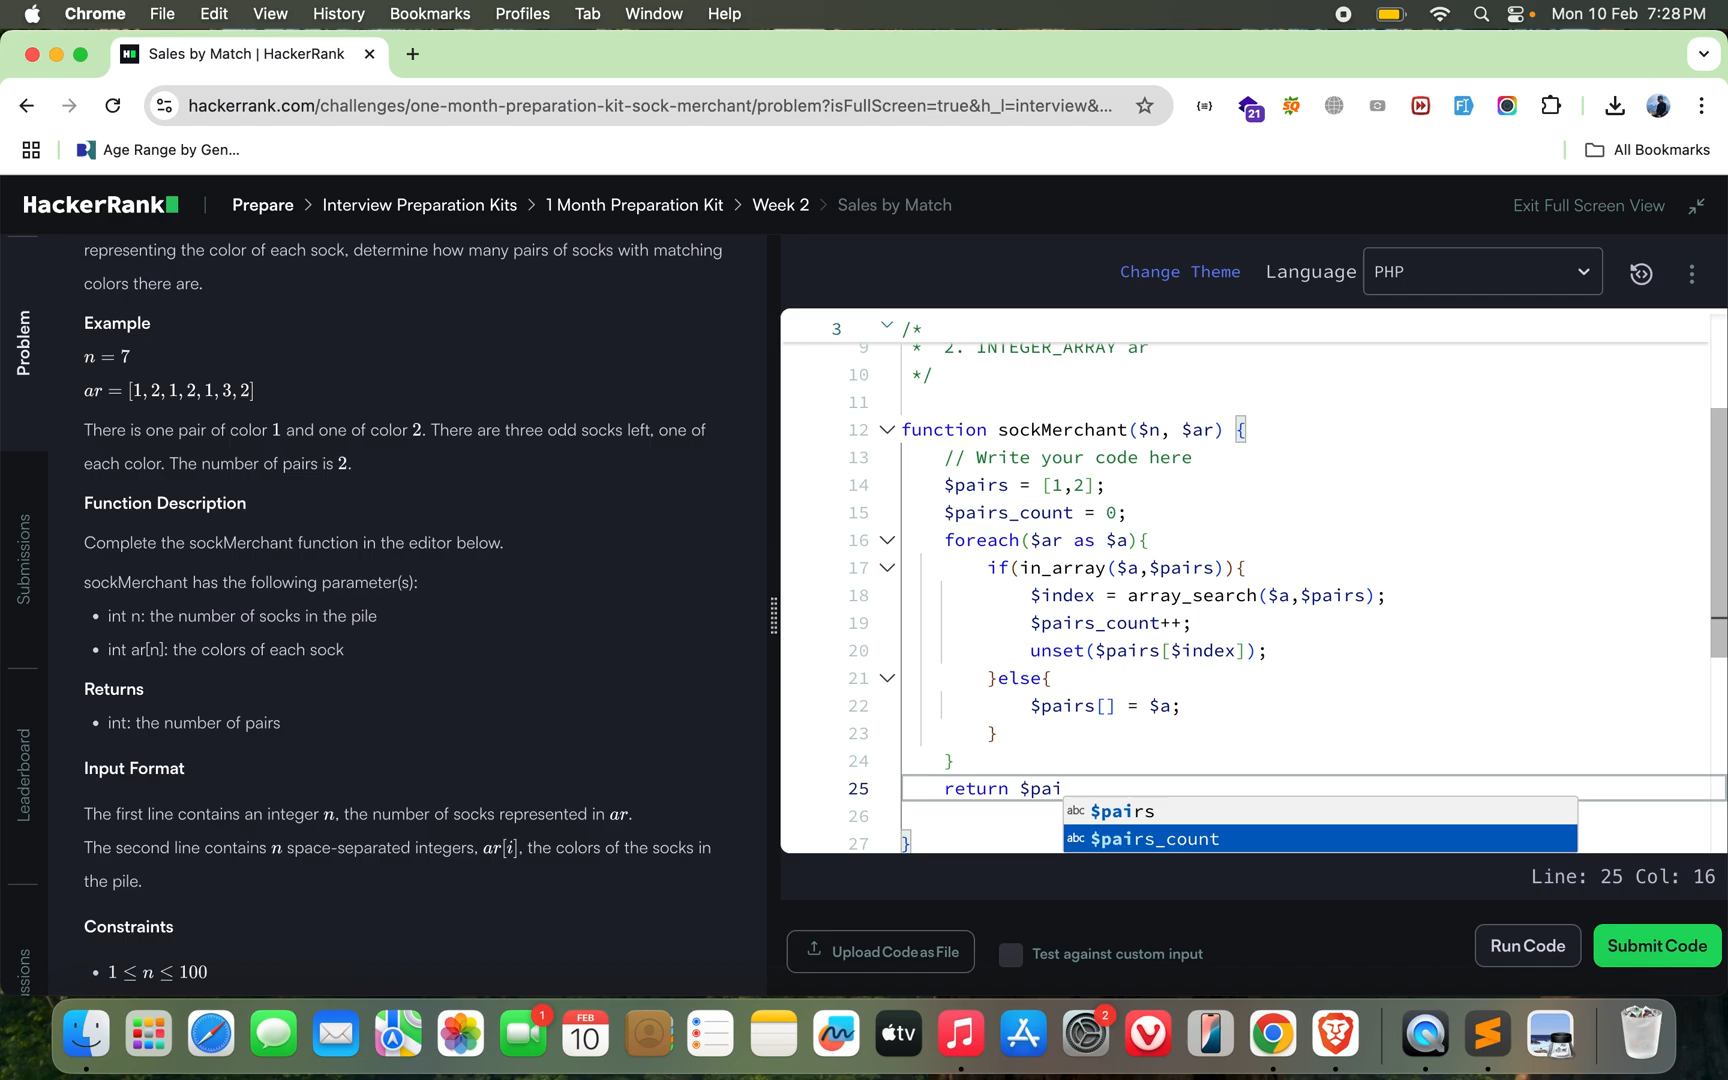 Chrome File Edit View History Bookmarks Profiles Tab Window Help Mon 10 Feb 7:28 PM
Sales by Match | HackerRank
hackerrank.com/challenges/one-month-preparation-kit-sock-merchant/problem?isFullScreen=true&h_l=interview&... 21
Age Range by Gen... All Bookmarks
HackerRank Prepare > Interview Preparation Kits > 1 Month Preparation Kit > Week 2 > Sales by Match Exit Full Screen View
Problem
Submissions
Leaderboard
representing the color of each sock, determine how many pairs of socks with matching
colors there are.
Example
n = 7
ar = [1, 2, 1, 2, 1, 3, 2]
There is one pair of color 1 and one of color 2. There are three odd socks left, one of
each color. The number of pairs is 2.
Function Description
Complete the sockMerchant function in the editor below.
sockMerchant has the following parameter(s):
• int n: the number of socks in the pile
• int ar[n]: the colors of each sock
Returns
• int: the number of pairs
Input Format
The first line contains an integer n, the number of socks represented in ar.
The second line contains n space-separated integers, ar[i], the colors of the socks in
the pile.
Constraints
• 1 ≤ n ≤ 100
Change Theme Language PHP
3 /*
9 * 2. INTEGER_ARRAY ar
10 */
11
12 function sockMerchant($n, $ar) {
13 // Write your code here
14 $pairs = [1,2];
15 $pairs_count = 0;
16 foreach($ar as $a){
17 if(in_array($a,$pairs)){
18 $index = array_search($a,$pairs);
19 $pairs_count++;
20 unset($pairs[$index]);
21 }else{
22 $pairs[] = $a;
23 }
24 }
25 return $pai
abc $pairs
26
abc $pairs_count
27 }
Line: 25 Col: 16
Upload Code as File Test against custom input Run Code Submit Code
1
FEB
10
tv
2